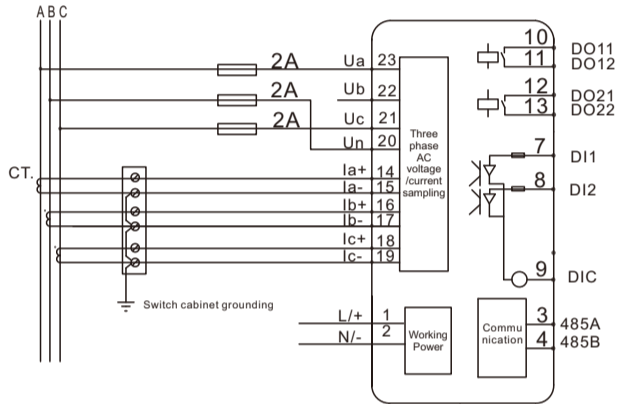 A B C
2A
Ua 23
2A
Ub 22
2A
Uc 21
Un 20
CT.
Ia+ 14
Ia- 15
Ib+ 16
Ib- 17
Ic+ 18
Ic- 19
Three
phase
AC
voltage
/current
sampling
Switch cabinet grounding
L/+ 1
N/- 2
Working
Power
10 DO11
11 DO12
12 DO21
13 DO22
7 DI1
8 DI2
9 DIC
Commu
nication
3 485A
4 485B